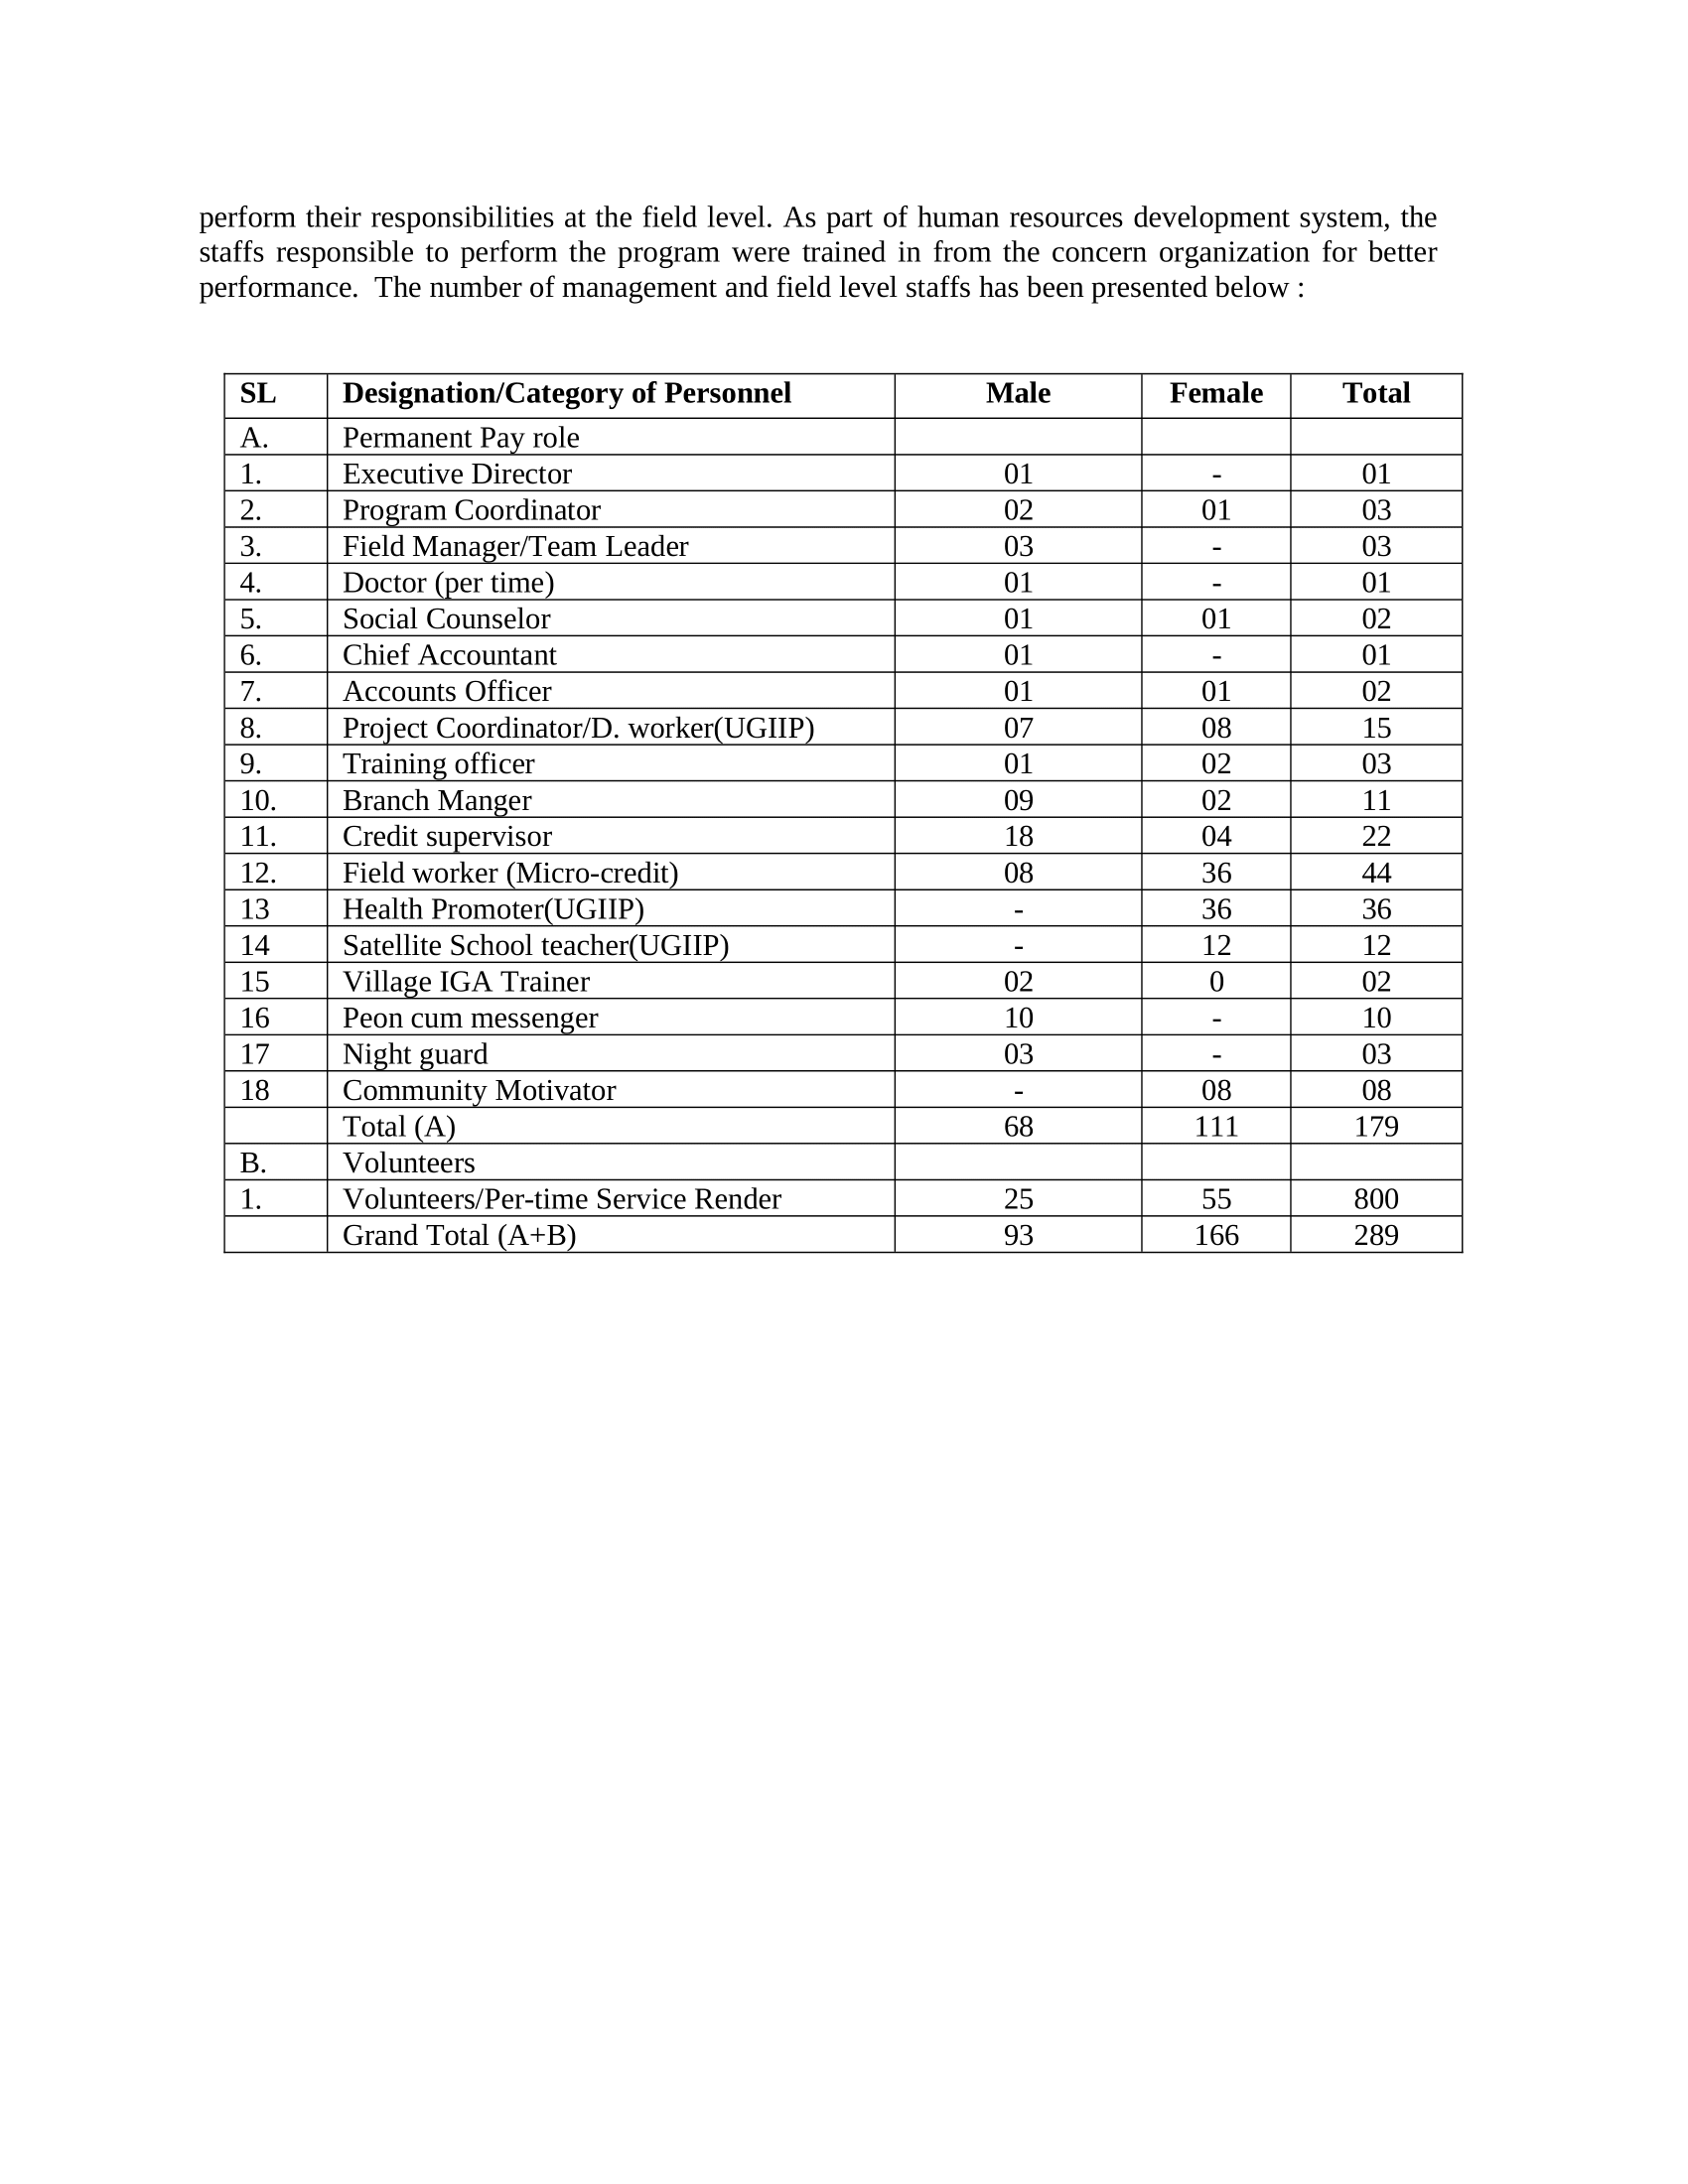 perform their responsibilities at the field level. As part of human resources development system, the
staffs responsible to perform the program were trained in from the concern organization for better
performance.  The number of management and field level staffs has been presented below :
SL Designation/Category of Personnel Male Female Total
A. Permanent Pay role
1. Executive Director 01 - 01
2. Program Coordinator 02 01 03
3. Field Manager/Team Leader 03 - 03
4. Doctor (per time) 01 - 01
5. Social Counselor 01 01 02
6. Chief Accountant 01 - 01
7. Accounts Officer 01 01 02
8. Project Coordinator/D. worker(UGIIP) 07 08 15
9. Training officer 01 02 03
10. Branch Manger 09 02 11
11. Credit supervisor 18 04 22
12. Field worker (Micro-credit) 08 36 44
13 Health Promoter(UGIIP) - 36 36
14 Satellite School teacher(UGIIP) - 12 12
15 Village IGA Trainer 02 0 02
16 Peon cum messenger 10 - 10
17 Night guard 03 - 03
18 Community Motivator - 08 08
Total (A) 68 111 179
B. Volunteers
1. Volunteers/Per-time Service Render 25 55 800
Grand Total (A+B) 93 166 289